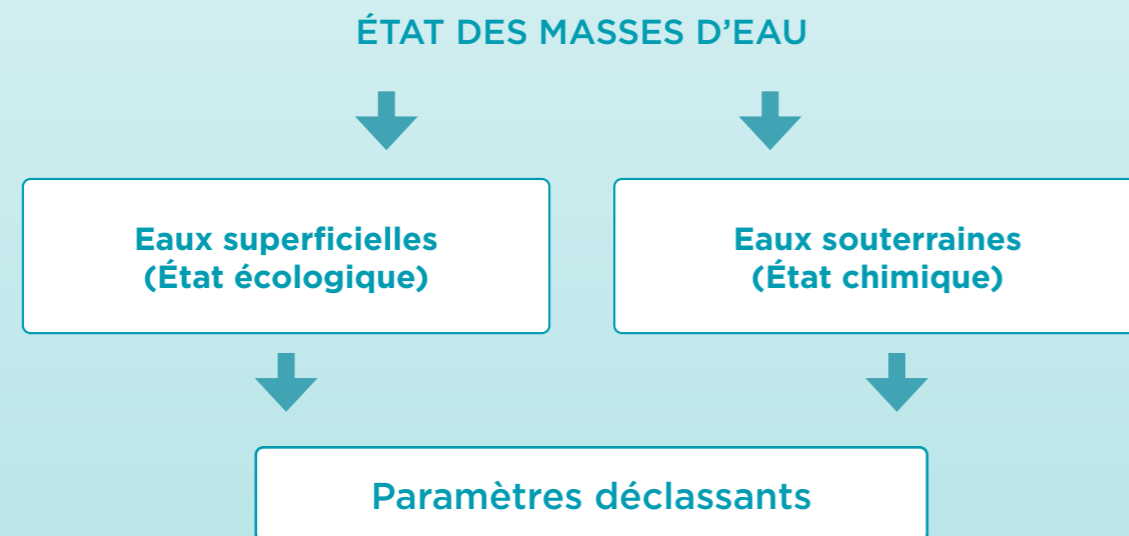 ÉTAT DES MASSES D’EAU
Eaux superficielles
(État écologique)
Eaux souterraines
(État chimique)
Paramètres déclassants